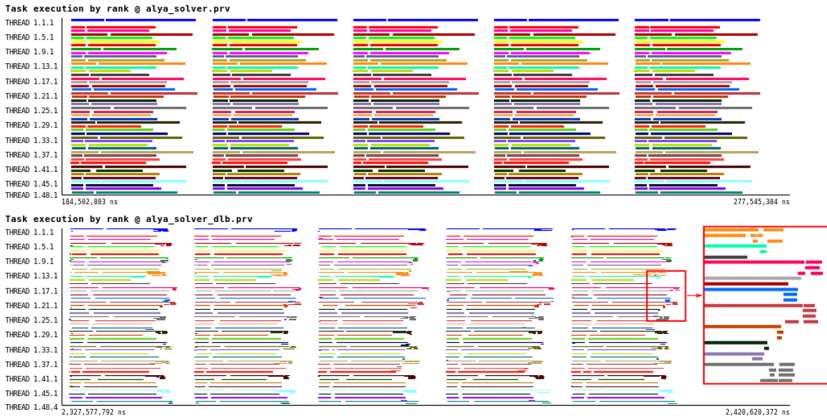 Task execution by rank @ alya_solver.prv
THREAD 1.1.1
THREAD 1.5.1
THREAD 1.9.1
THREAD 1.13.1
THREAD 1.17.1
THREAD 1.21.1
THREAD 1.25.1
THREAD 1.29.1
THREAD 1.33.1
THREAD 1.37.1
THREAD 1.41.1
THREAD 1.45.1
THREAD 1.48.1
184,502,803 ns
277,545,384 ns
Task execution by rank @ alya_solver_dlb.prv
THREAD 1.1.1
THREAD 1.5.1
THREAD 1.9.1
THREAD 1.13.1
THREAD 1.17.1
THREAD 1.21.1
THREAD 1.25.1
THREAD 1.29.1
THREAD 1.33.1
THREAD 1.37.1
THREAD 1.41.1
THREAD 1.45.1
THREAD 1.48.4
2,327,577,792 ns
2,420,620,372 ns